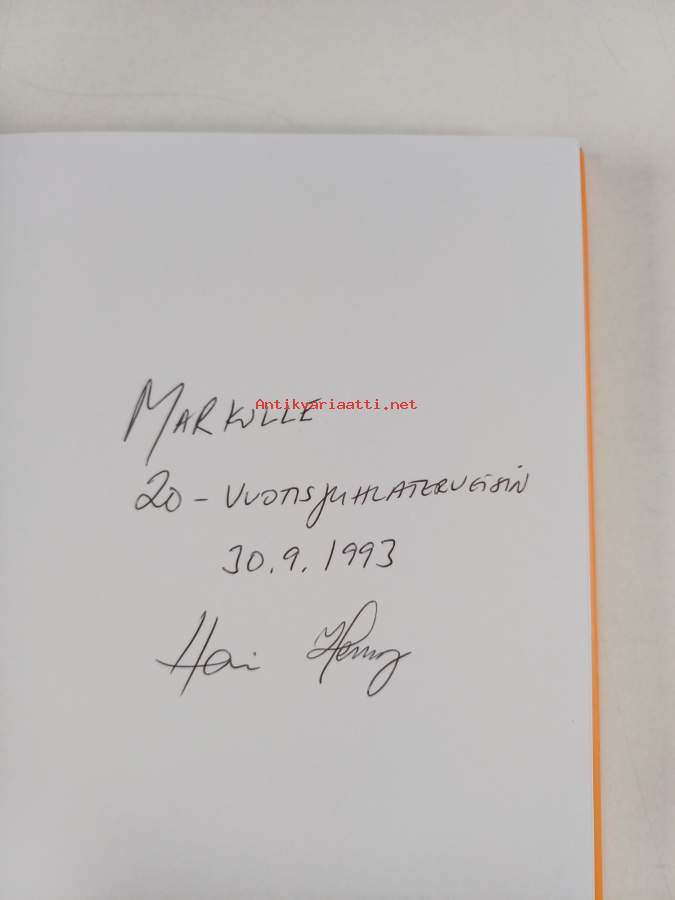 MARKULLE
Antikvariaatti.net
20-VUOTISJUHLATERVEISIN
30.9.1993